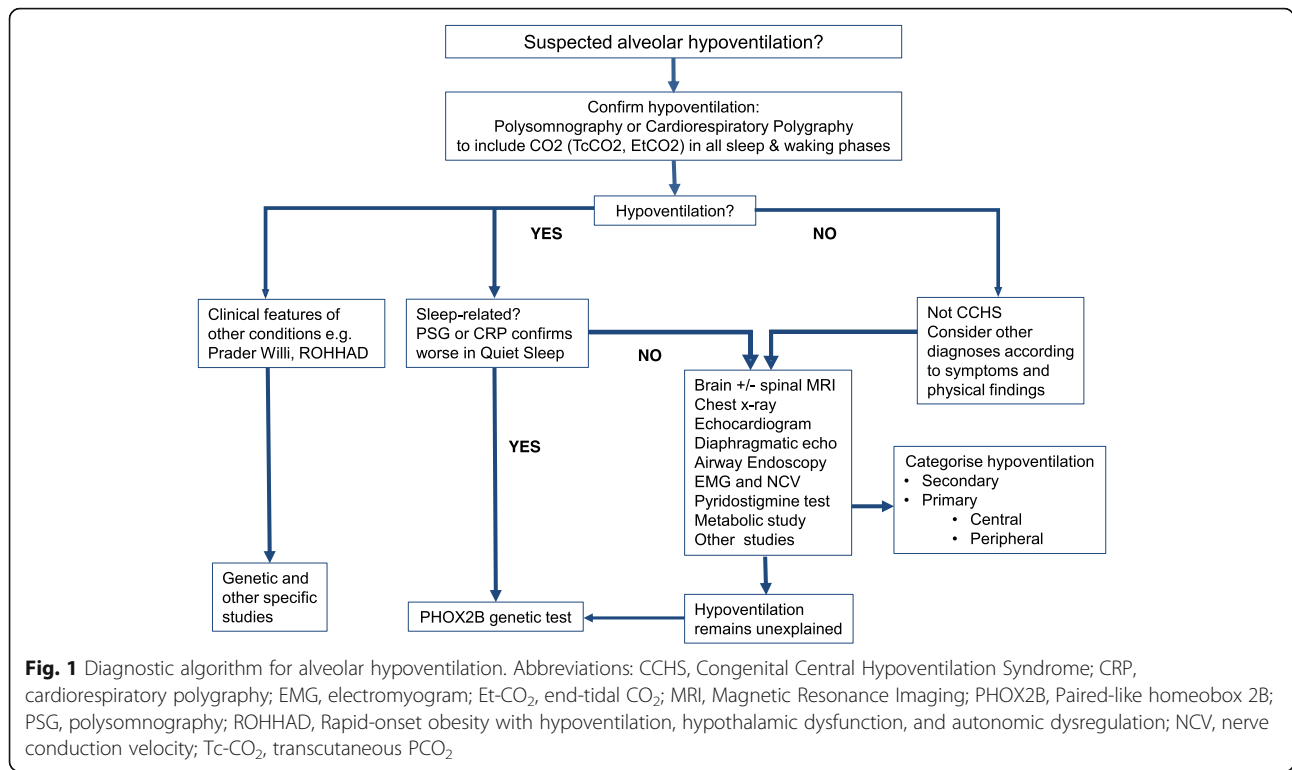 Suspected alveolar hypoventilation?
Confirm hypoventilation:
Polysomnography or Cardiorespiratory Polygraphy
to include CO2 (TcCO2, EtCO2) in all sleep & waking phases
Hypoventilation?
YES
NO
Clinical features of
other conditions e.g.
Prader Willi, ROHHAD
Sleep-related?
PSG or CRP confirms
worse in Quiet Sleep
NO
Not CCHS
Consider other
diagnoses according
to symptoms and
physical findings
YES
Brain +/- spinal MRI
Chest x-ray
Echocardiogram
Diaphragmatic echo
Airway Endoscopy
EMG and NCV
Pyridostigmine test
Metabolic study
Other studies
Categorise hypoventilation
• Secondary
• Primary
• Central
• Peripheral
Genetic and
other specific
studies
PHOX2B genetic test
Hypoventilation
remains unexplained
Fig. 1 Diagnostic algorithm for alveolar hypoventilation. Abbreviations: CCHS, Congenital Central Hypoventilation Syndrome; CRP,
cardiorespiratory polygraphy; EMG, electromyogram; Et-CO₂, end-tidal CO₂; MRI, Magnetic Resonance Imaging; PHOX2B, Paired-like homeobox 2B;
PSG, polysomnography; ROHHAD, Rapid-onset obesity with hypoventilation, hypothalamic dysfunction, and autonomic dysregulation; NCV, nerve
conduction velocity; Tc-CO₂, transcutaneous PCO₂